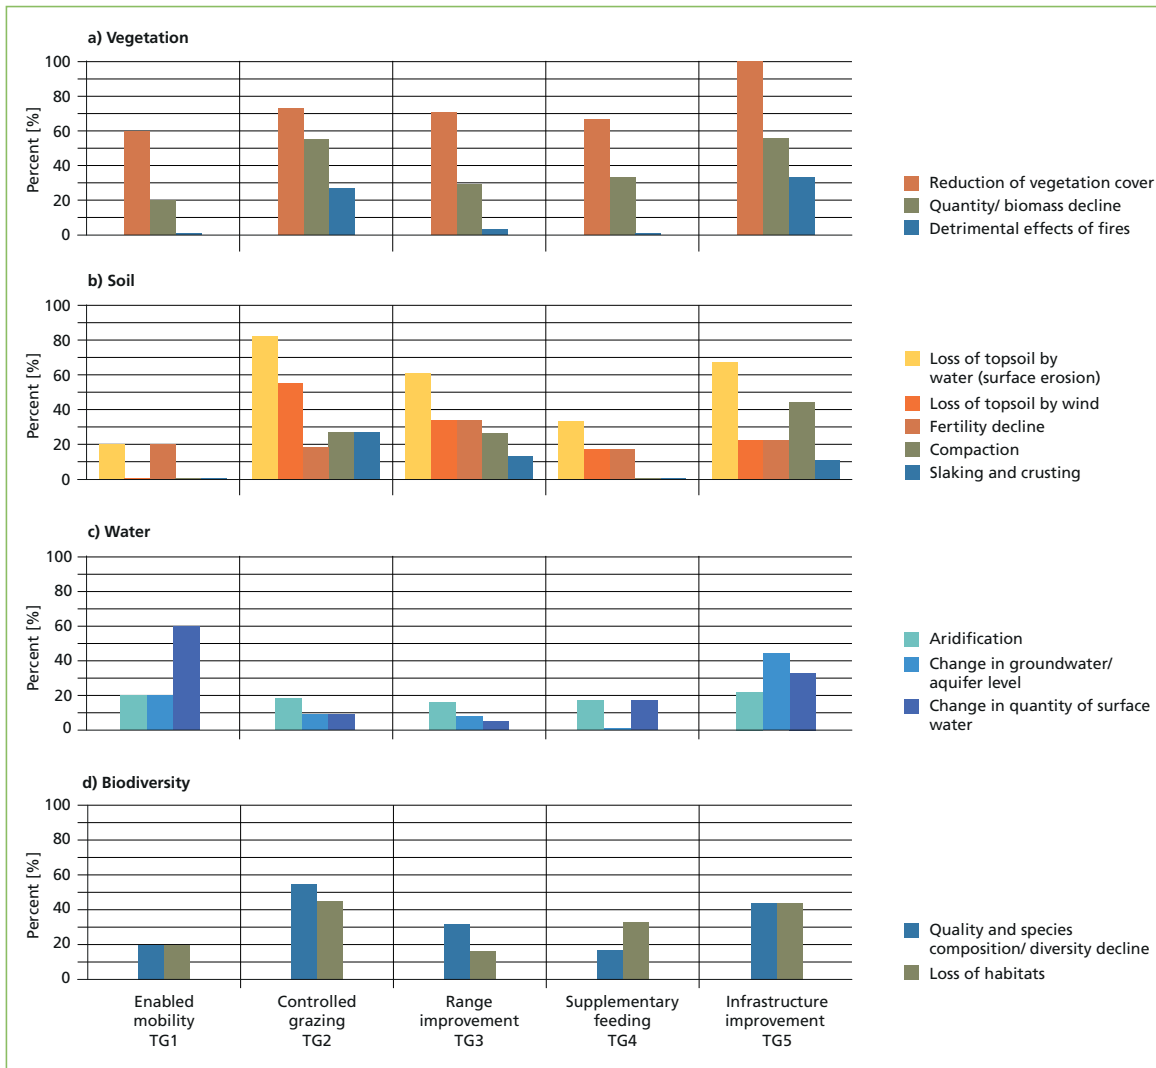 a) Vegetation
Percent [%]
100
80
60
40
20
0
Reduction of vegetation cover
Quantity/ biomass decline
Detrimental effects of fires
b) Soil
Percent [%]
100
80
60
40
20
0
Loss of topsoil by
water (surface erosion)
Loss of topsoil by wind
Fertility decline
Compaction
Slaking and crusting
c) Water
Percent [%]
100
80
60
40
20
0
Aridification
Change in groundwater/
aquifer level
Change in quantity of surface
water
d) Biodiversity
Percent [%]
100
80
60
40
20
0
Quality and species
composition/ diversity decline
Loss of habitats
Enabled
mobility
TG1
Controlled
grazing
TG2
Range
improvement
TG3
Supplementary
feeding
TG4
Infrastructure
improvement
TG5